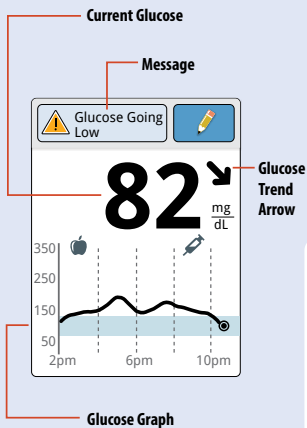 Current Glucose
Message
Glucose Going
Low
82
mg
dL
Glucose
Trend
Arrow
350
250
150
50
2pm 6pm 10pm
Glucose Graph